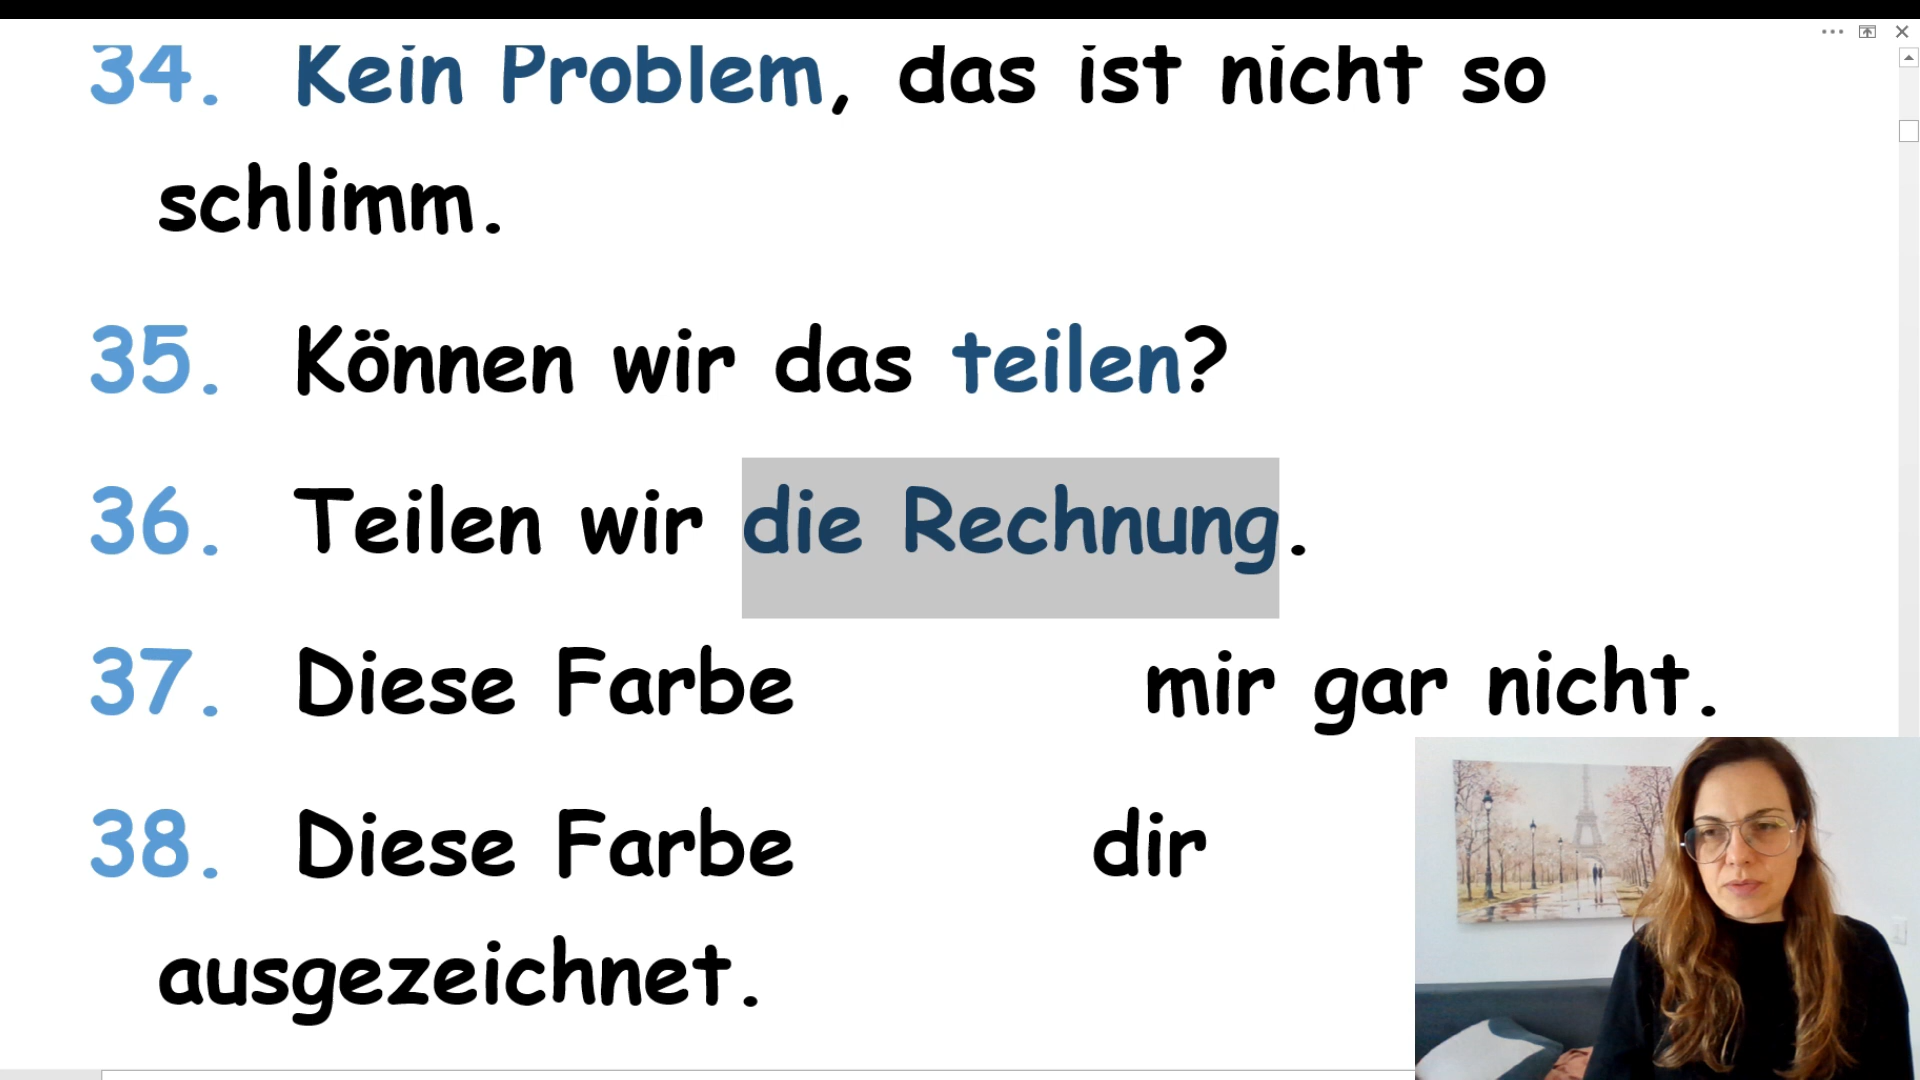 34. Kein Problem, das ist nicht so
schlimm.
35. Können wir das teilen?
36. Teilen wir die Rechnung.
37. Diese Farbe mir gar nicht.
38. Diese Farbe dir
ausgezeichnet.